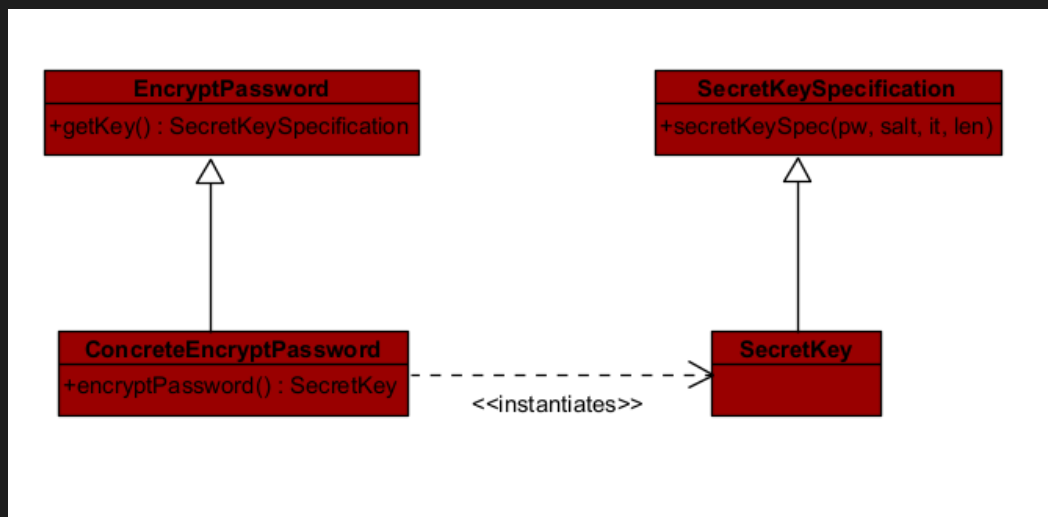 EncryptPassword
+getKey() : SecretKeySpecification
SecretKeySpecification
+secretKeySpec(pw, salt, it, len)
ConcreteEncryptPassword
+encryptPassword() : SecretKey
<<instantiates>>
SecretKey